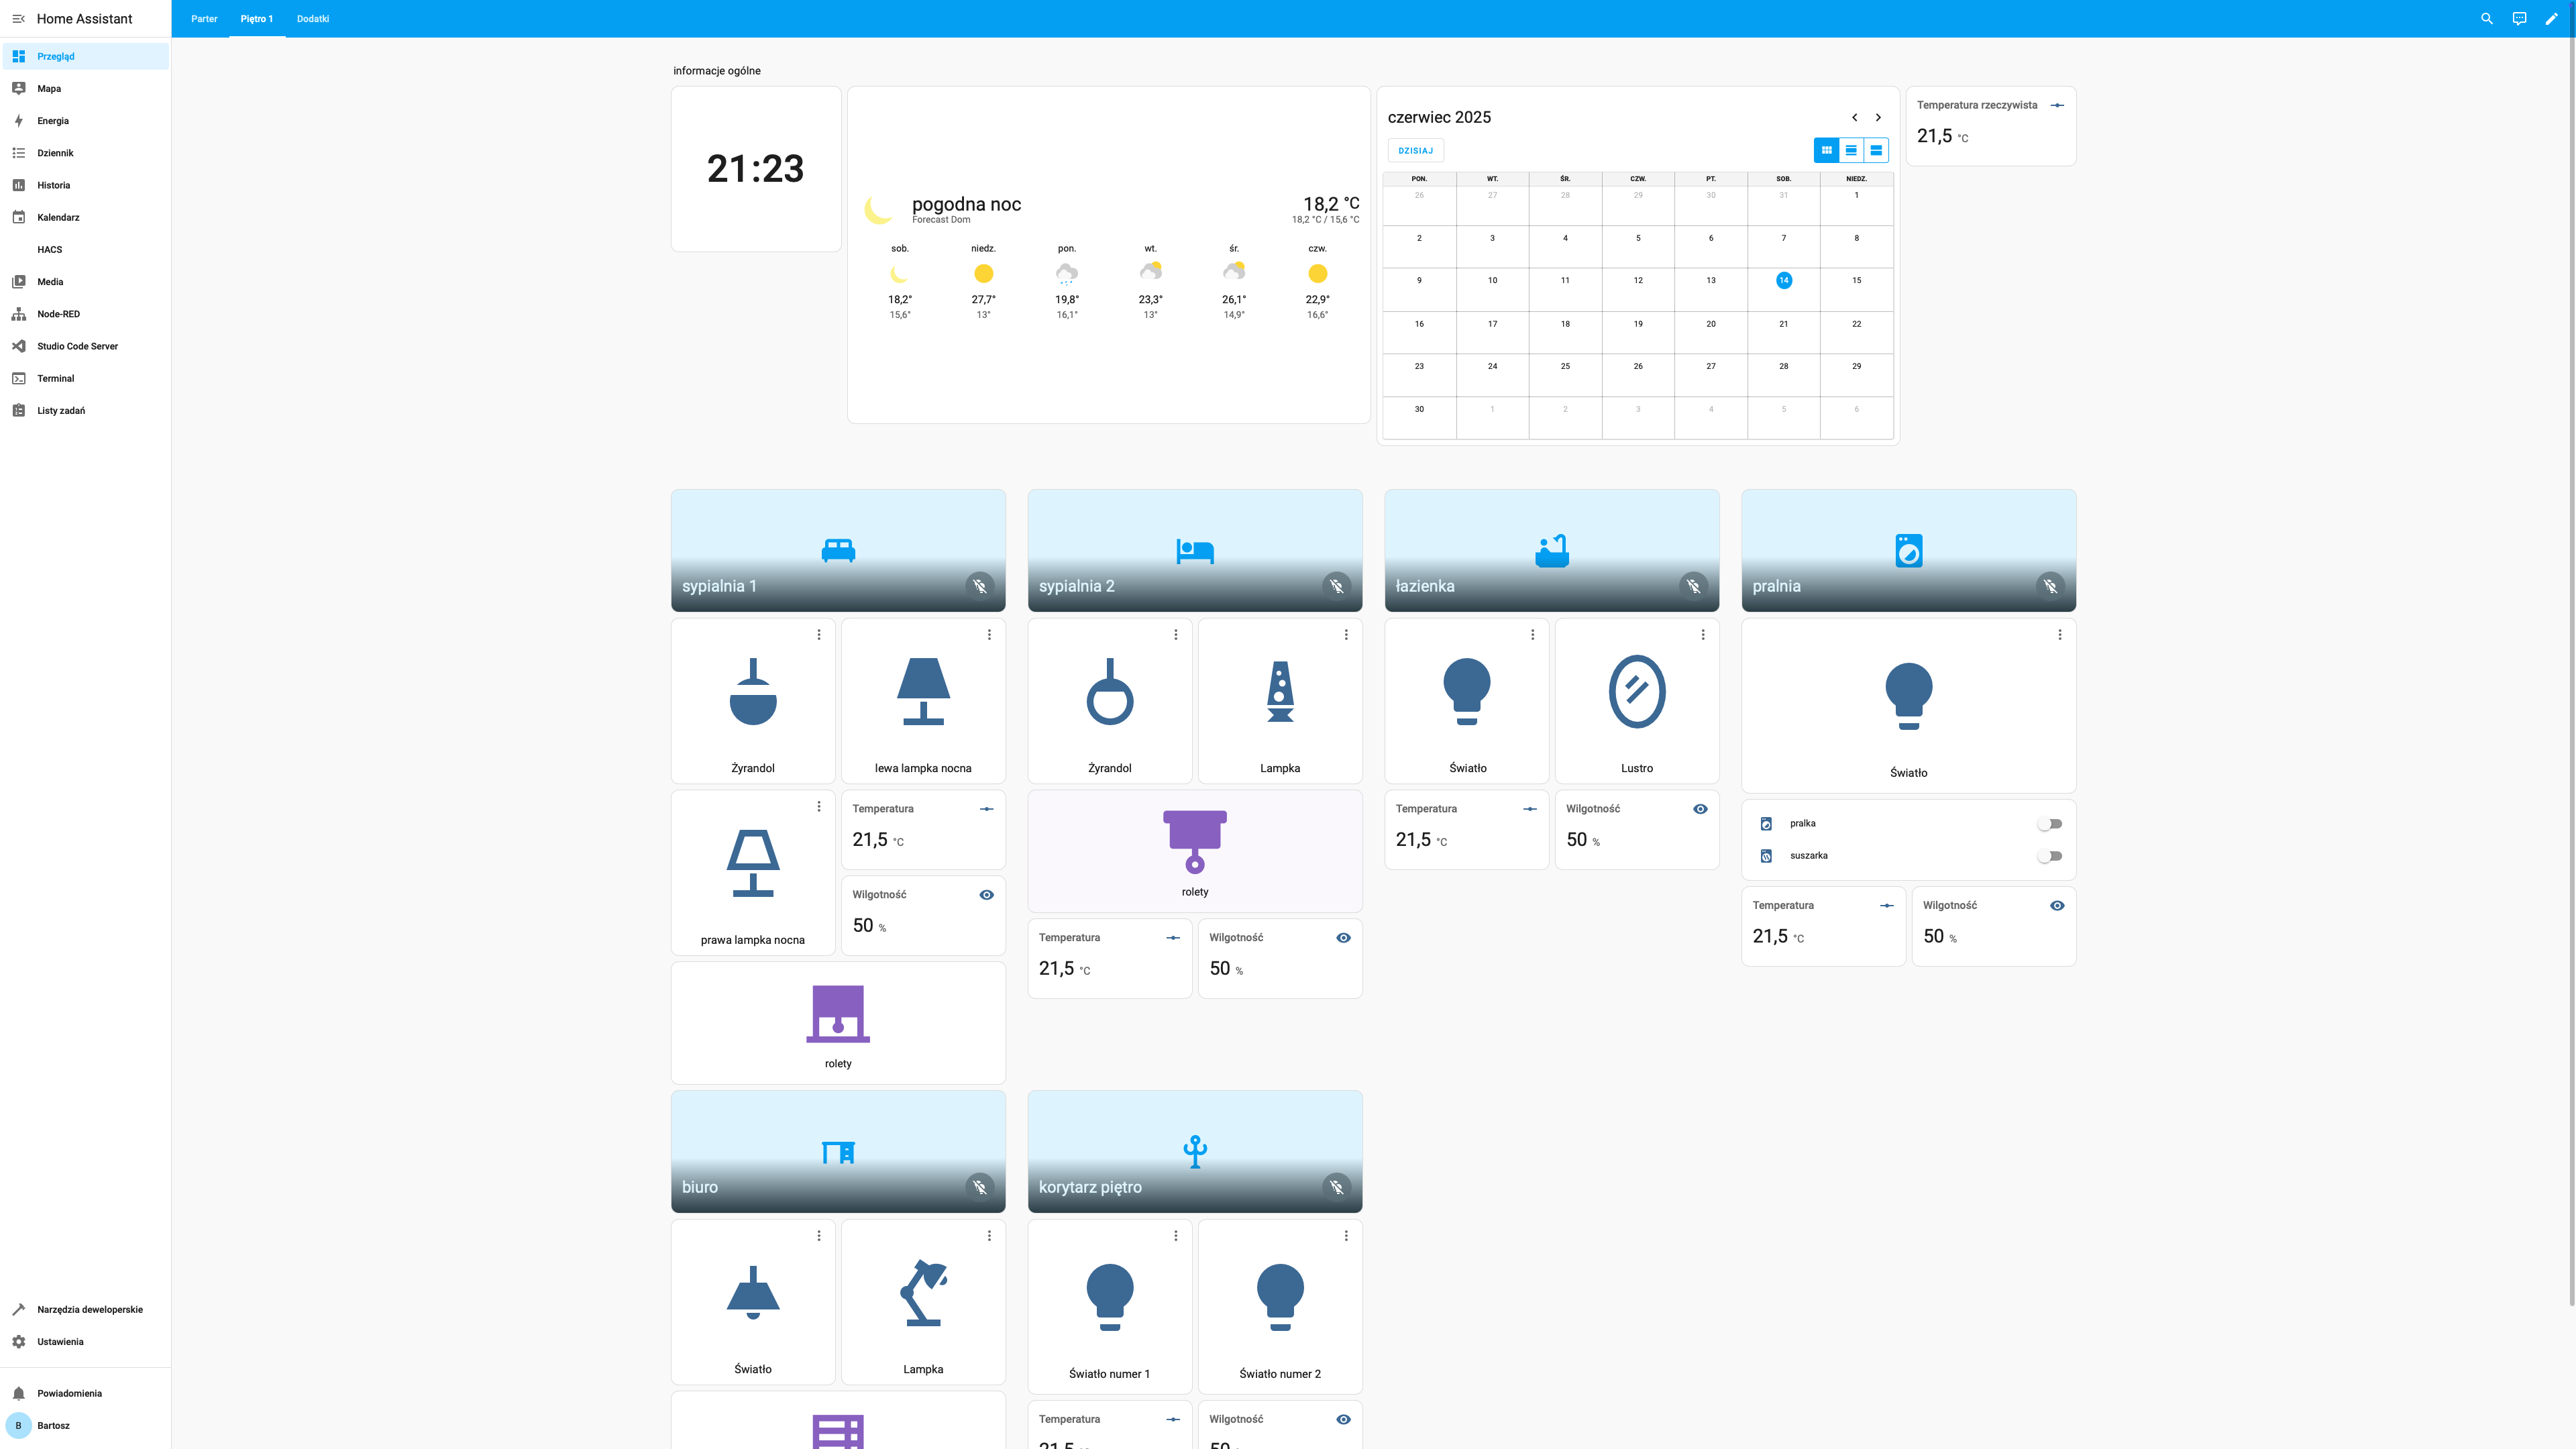 Home Assistant
Parter
Piętro 1
Dodatki
Przegląd
Mapa
Energia
Dziennik
Historia
Kalendarz
HACS
Media
Node-RED
Studio Code Server
Terminal
Listy zadań
Narzędzia deweloperskie
Ustawienia
Powiadomienia
B
Bartosz
informacje ogólne
21:23
pogodna noc
Forecast Dom
18,2 °C
18,2 °C / 15,6 °C
sob. niedz. pon. wt. śr. czw.
18,2° 27,7° 19,8° 23,3° 26,1° 22,9°
15,6° 13° 16,1° 13° 14,9° 16,6°
czerwiec 2025
DZISIAJ
PON. WT. ŚR. CZW. PT. SOB. NIEDZ.
26 27 28 29 30 31 1
2 3 4 5 6 7 8
9 10 11 12 13 14 15
16 17 18 19 20 21 22
23 24 25 26 27 28 29
30 1 2 3 4 5 6
Temperatura rzeczywista
21,5 °C
sypialnia 1
Żyrandol
lewa lampka nocna
prawa lampka nocna
Temperatura
21,5 °C
Wilgotność
50 %
rolety
sypialnia 2
Żyrandol
Lampka
rolety
Temperatura
21,5 °C
Wilgotność
50 %
łazienka
Światło
Lustro
Temperatura
21,5 °C
Wilgotność
50 %
pralnia
Światło
pralka
suszarka
Temperatura
21,5 °C
Wilgotność
50 %
biuro
Światło
Lampka
korytarz piętro
Światło numer 1
Światło numer 2
Temperatura
Wilgotność